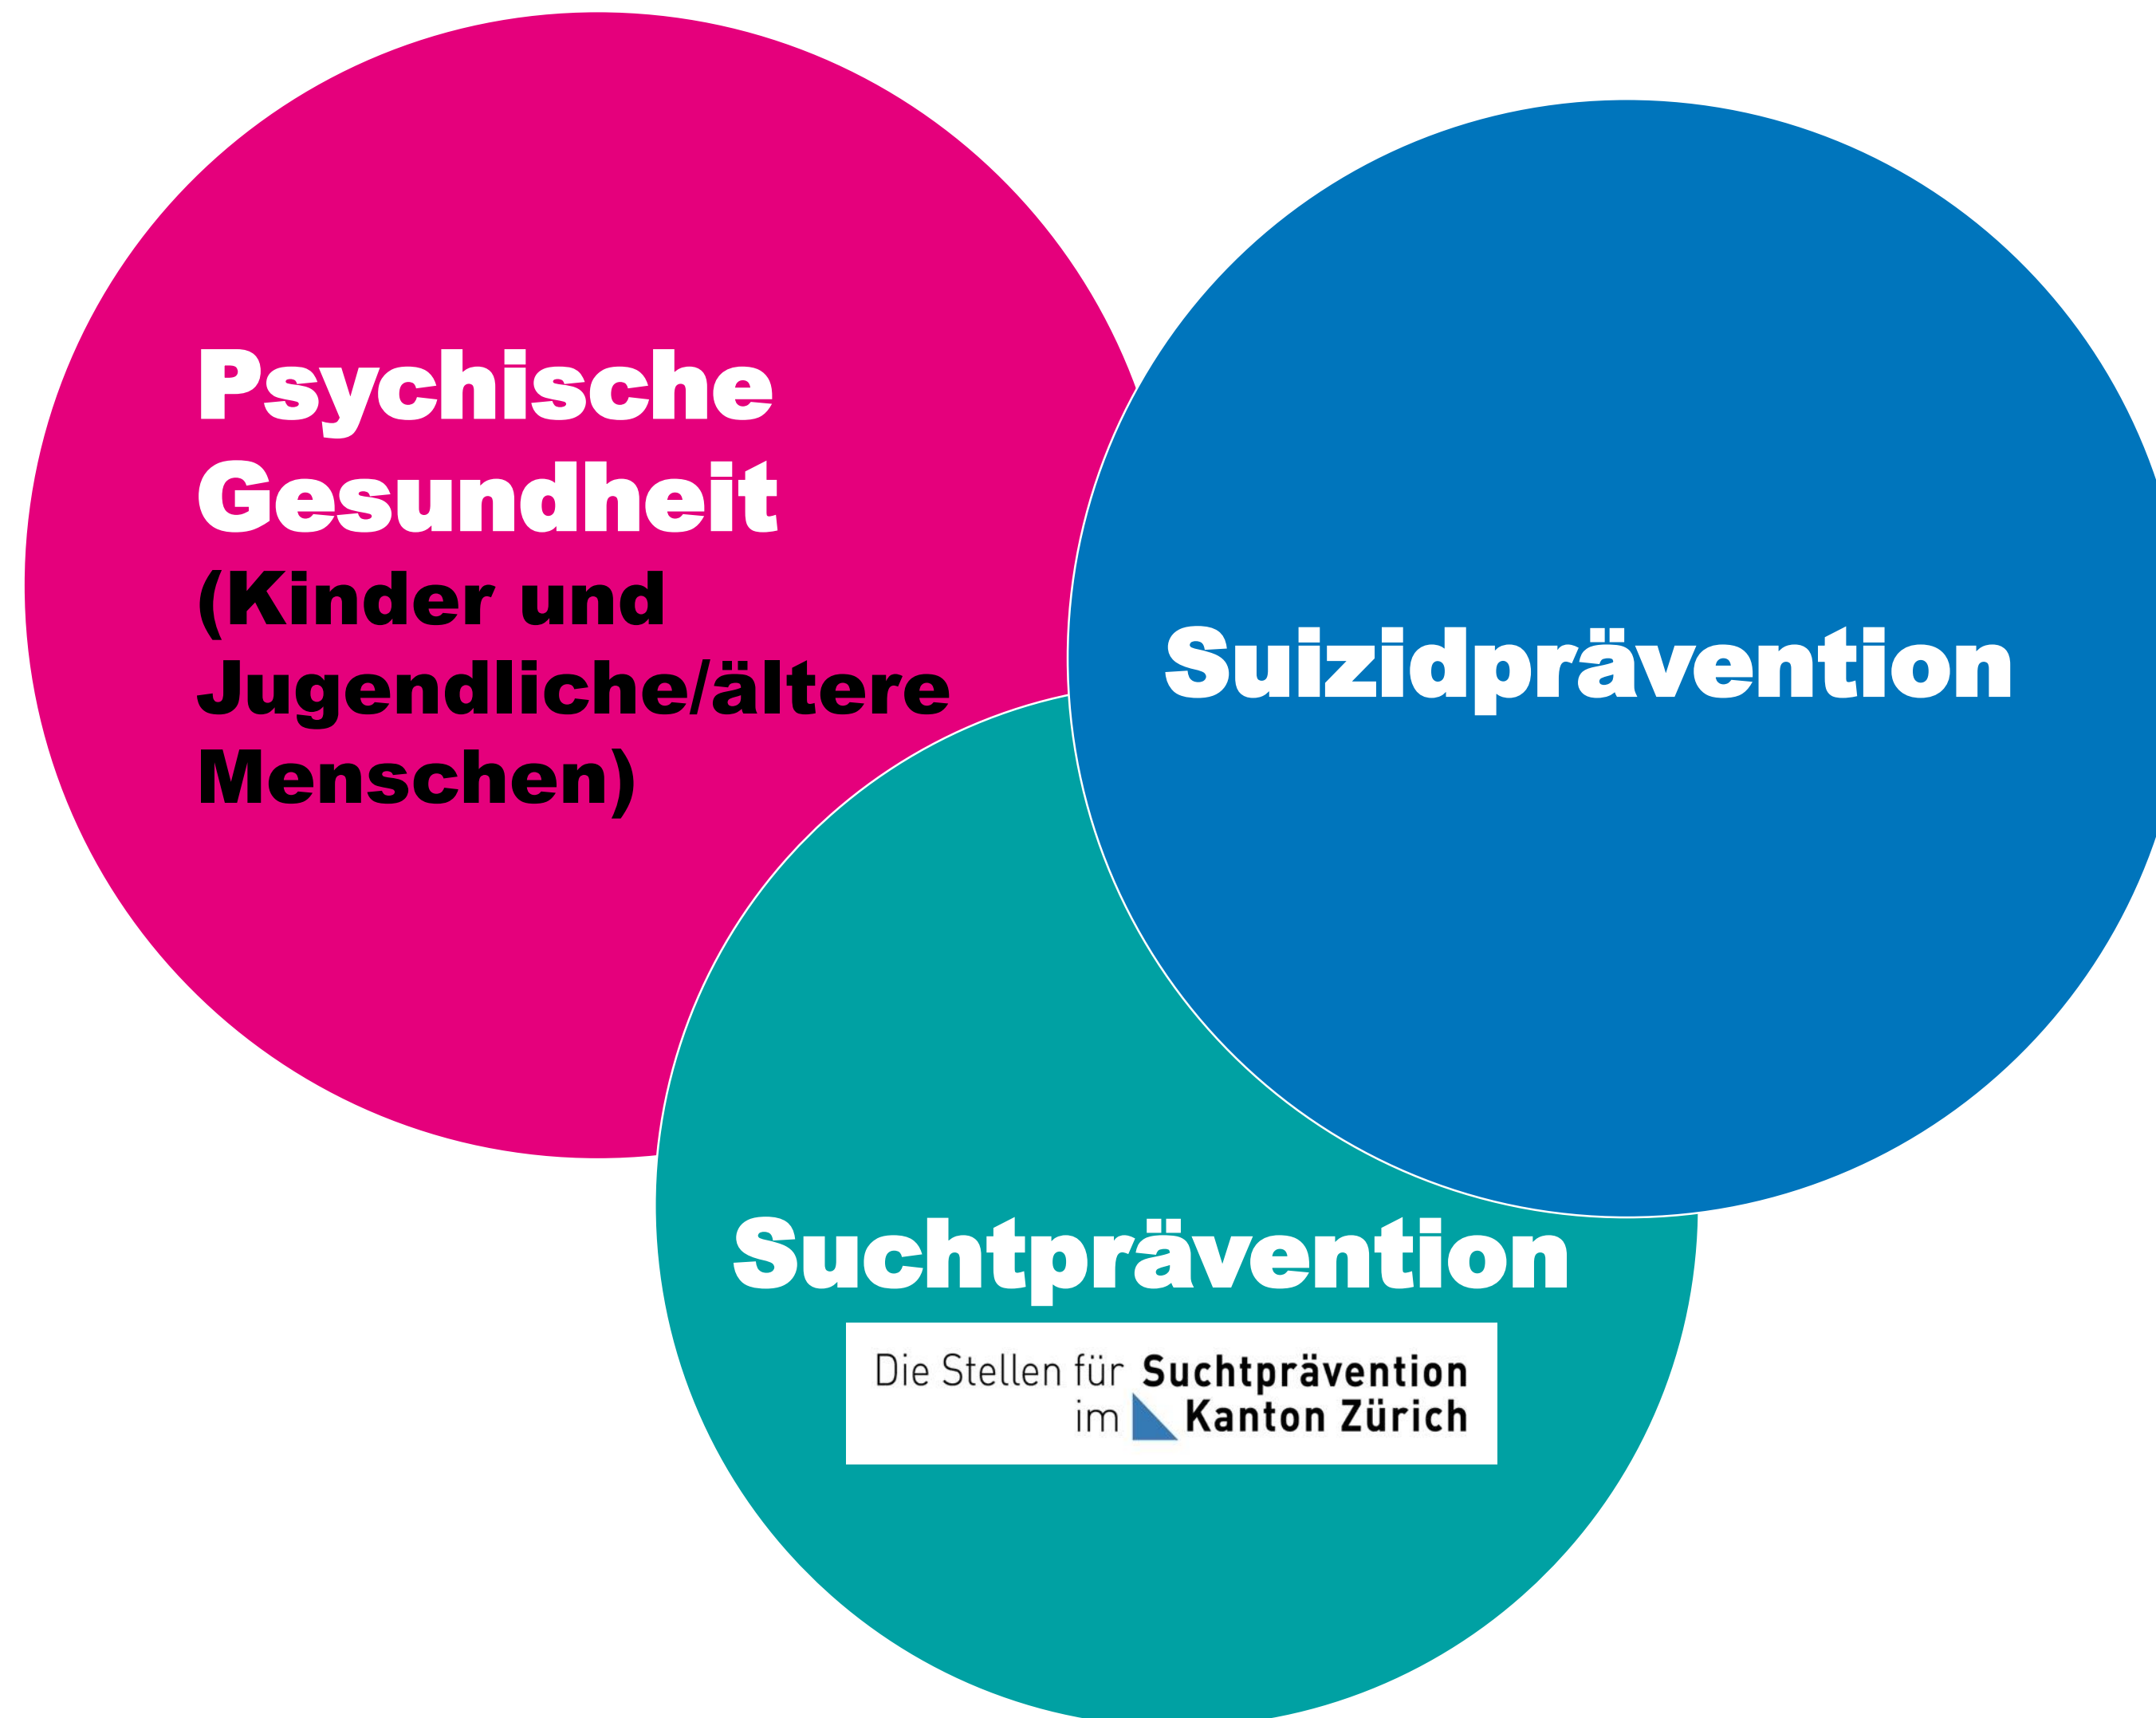 Psychische
Gesundheit
(Kinder und
Jugendliche/ältere
Menschen)
Suizidprävention
Suchtprävention
Die Stellen für Suchtprävention
im Kanton Zürich